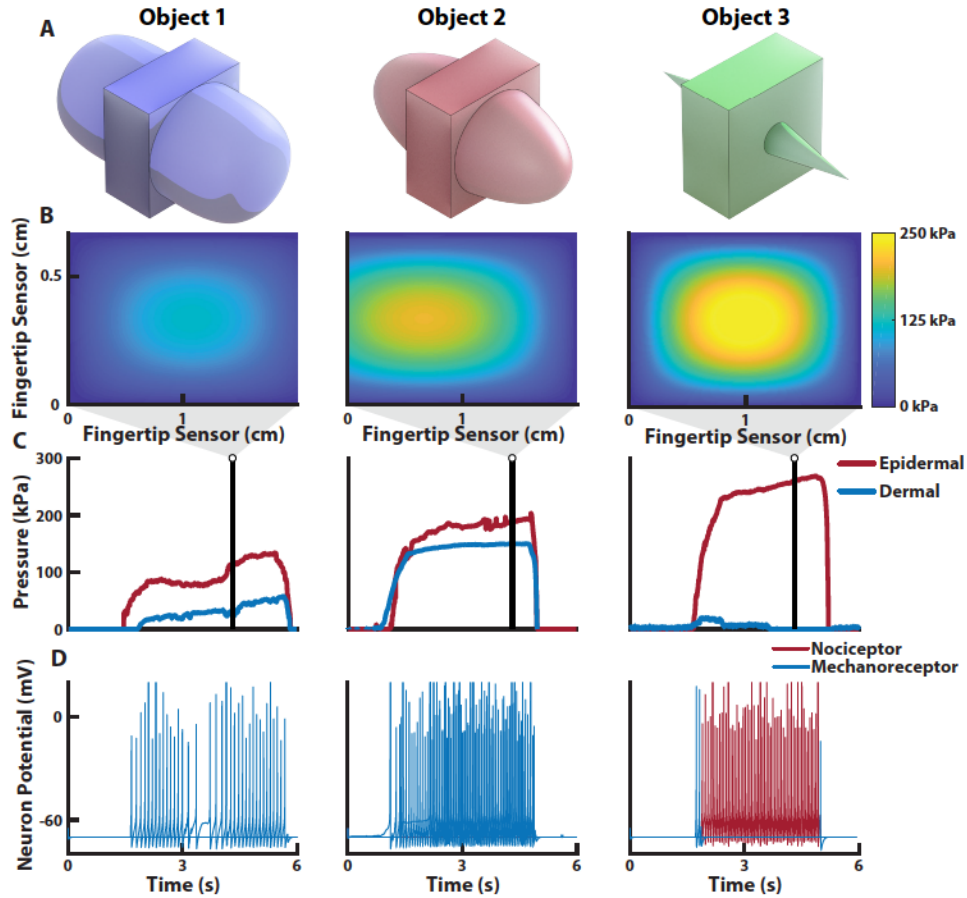 Object 1 Object 2 Object 3
A
B
Fingertip Sensor (cm)
0.5
0
250 kPa
125 kPa
0 kPa
0 1
0 1
0 1
Fingertip Sensor (cm) Fingertip Sensor (cm) Fingertip Sensor (cm)
C
Pressure (kPa)
300
200
100
0
Epidermal
Dermal
D
Neuron Potential (mV)
0
-60
Nociceptor
Mechanoreceptor
0 3 6
0 3 6
0 3 6
Time (s) Time (s) Time (s)